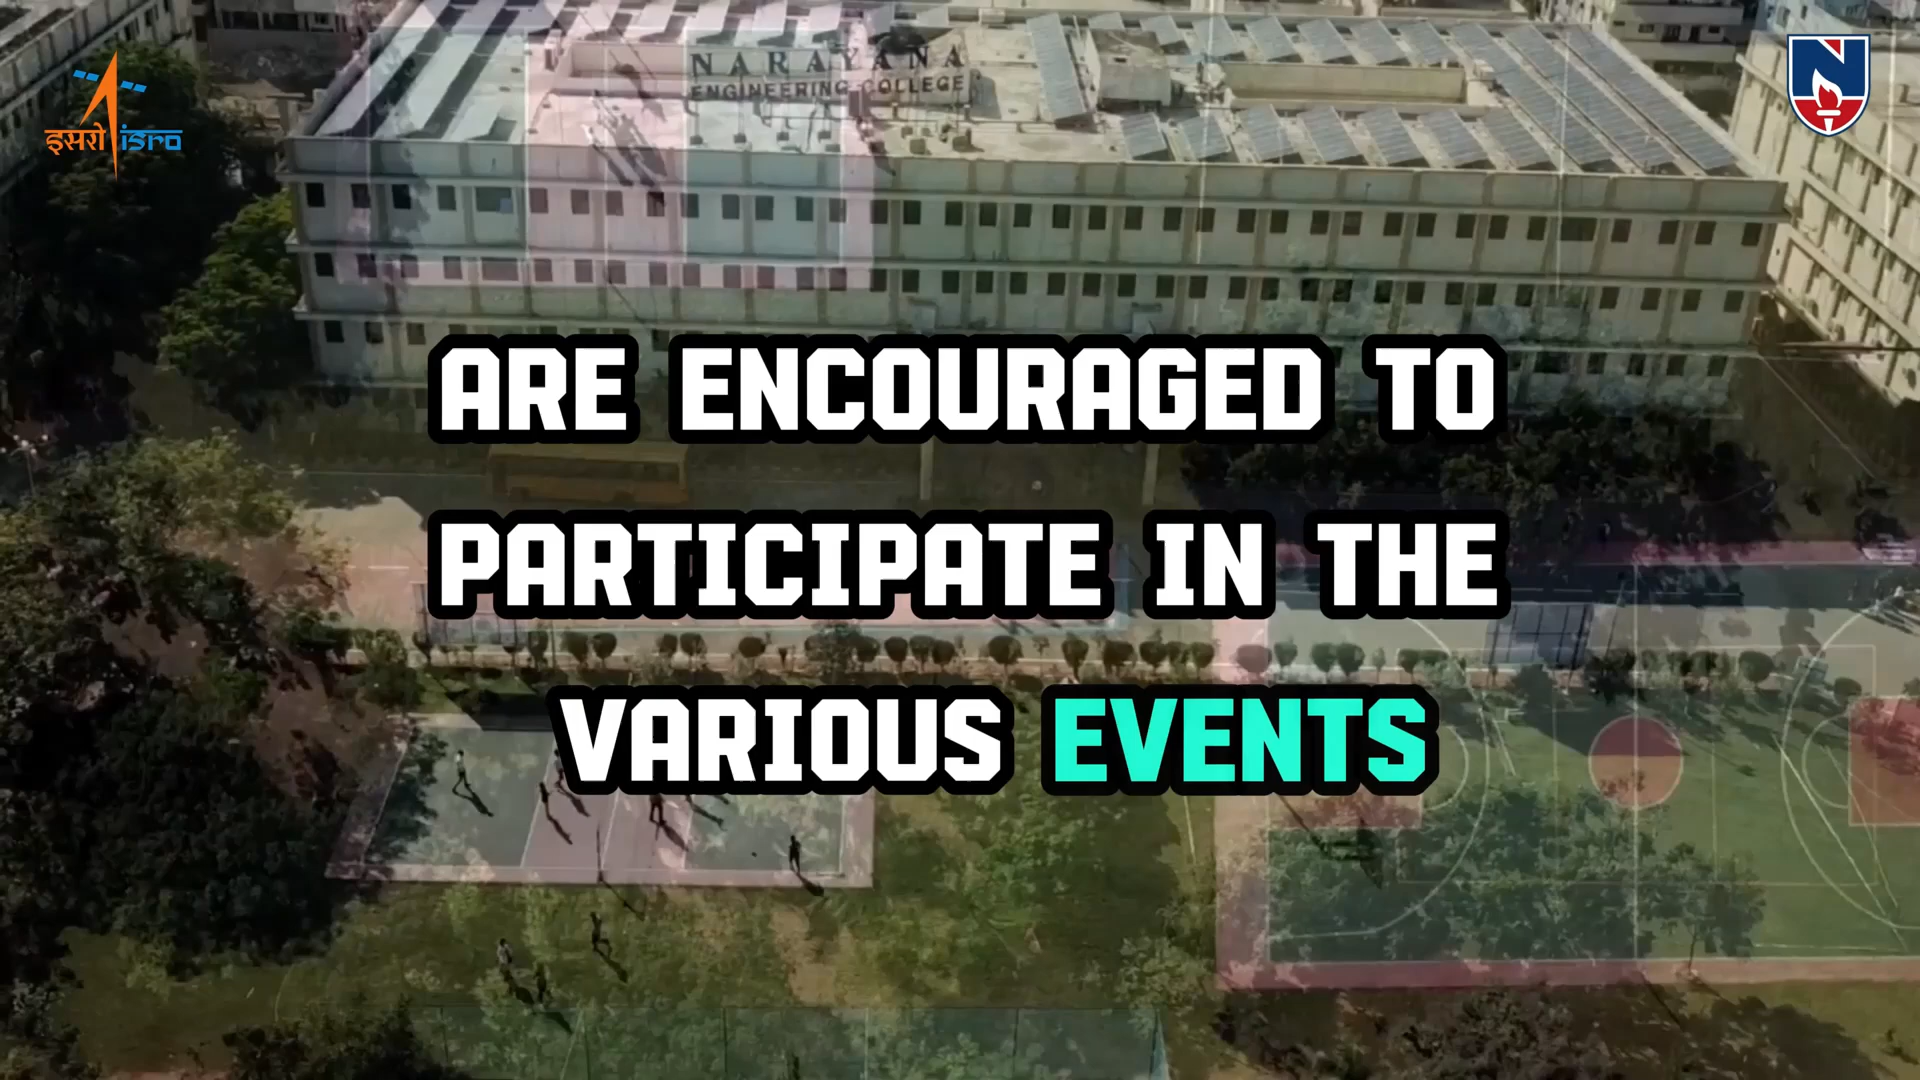 NARAYANA
ENGINEERING COLLEGE
इसरो isro
N
ARE ENCOURAGED TO
PARTICIPATE IN THE
VARIOUS EVENTS